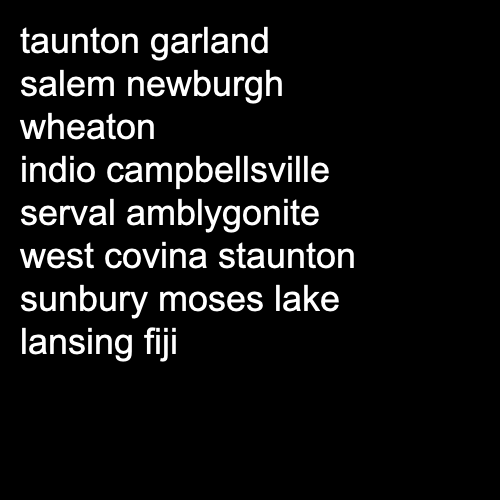 taunton garland
salem newburgh
wheaton
indio campbellsville
serval amblygonite
west covina staunton
sunbury moses lake
lansing fiji